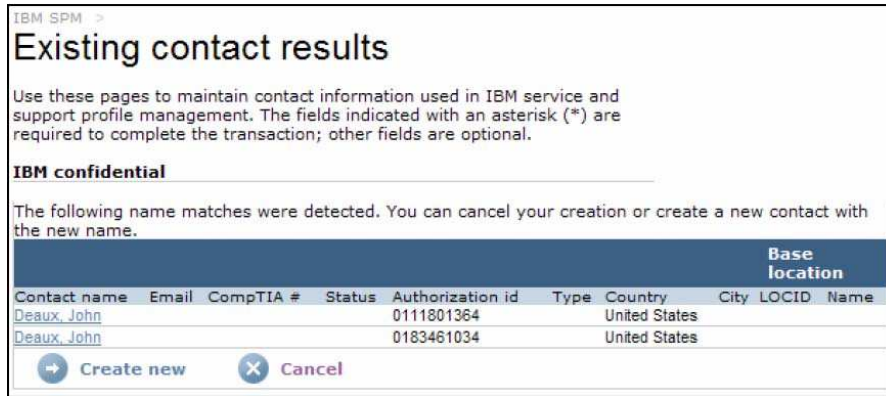 IBM SPM >
Existing contact results
Use these pages to maintain contact information used in IBM service and
support profile management. The fields indicated with an asterisk (*) are
required to complete the transaction; other fields are optional.
IBM confidential
The following name matches were detected. You can cancel your creation or create a new contact with
the new name.
Base
location
Contact name Email CompTIA # Status Authorization id Type Country City LOCID Name
Deaux, John 0111801364 United States
Deaux, John 0183461034 United States
Create new Cancel